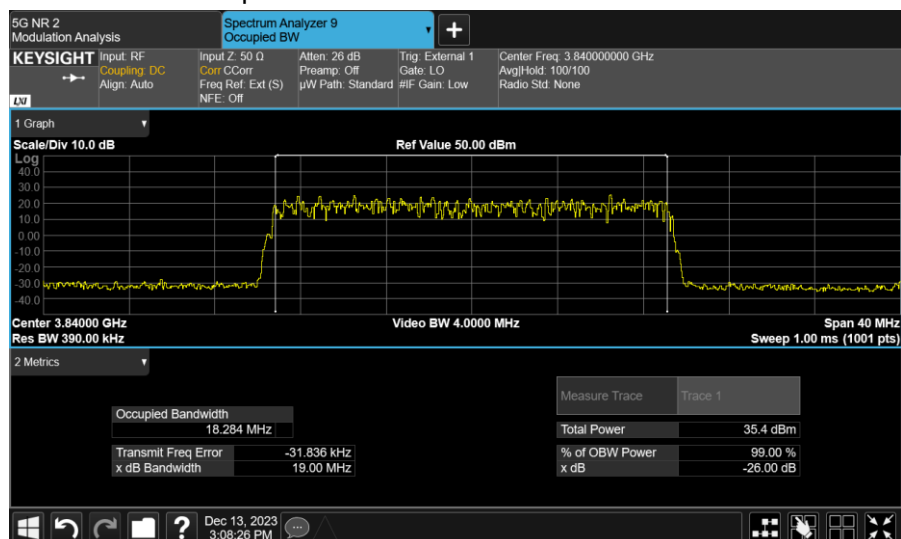 5G NR 2
Modulation Analysis
Spectrum Analyzer 9
Occupied BW
KEYSIGHT
LXI
Input: RF
Coupling: DC
Align: Auto
Input Z: 50 Ω
Corr CCorr
Freq Ref: Ext (S)
NFE: Off
Atten: 26 dB
Preamp: Off
µW Path: Standard
Trig: External 1
Gate: LO
#IF Gain: Low
Center Freq: 3.840000000 GHz
Avg|Hold: 100/100
Radio Std: None
1 Graph
Scale/Div 10.0 dB
Ref Value 50.00 dBm
Log
40.0
30.0
20.0
10.0
0.00
-10.0
-20.0
-30.0
-40.0
Center 3.84000 GHz
Video BW 4.0000 MHz
Span 40 MHz
Res BW 390.00 kHz
Sweep 1.00 ms (1001 pts)
2 Metrics
Measure Trace Trace 1
Occupied Bandwidth
18.284 MHz
Total Power 35.4 dBm
Transmit Freq Error -31.836 kHz
% of OBW Power 99.00 %
x dB Bandwidth 19.00 MHz
x dB -26.00 dB
?
Dec 13, 2023
3:08:26 PM